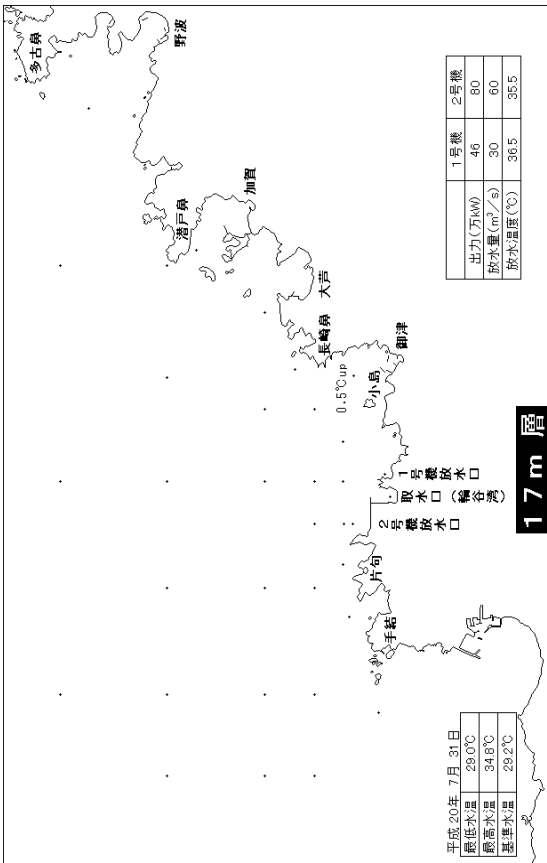 多古鼻
野波
潜戸鼻
加賀
大芦
長崎鼻
御津
0.5℃up
小島
1号機放水口
取水口（輪谷湾）
2号機放水口
片句
手結
1号機 2号機
出力(万kW) 46 80
放水量(m³/s) 30 60
放水温度(℃) 36.5 35.5
17m 層
平成 20年 7月 31日
最低水温 29.0℃
最高水温 34.8℃
基準水温 29.2℃